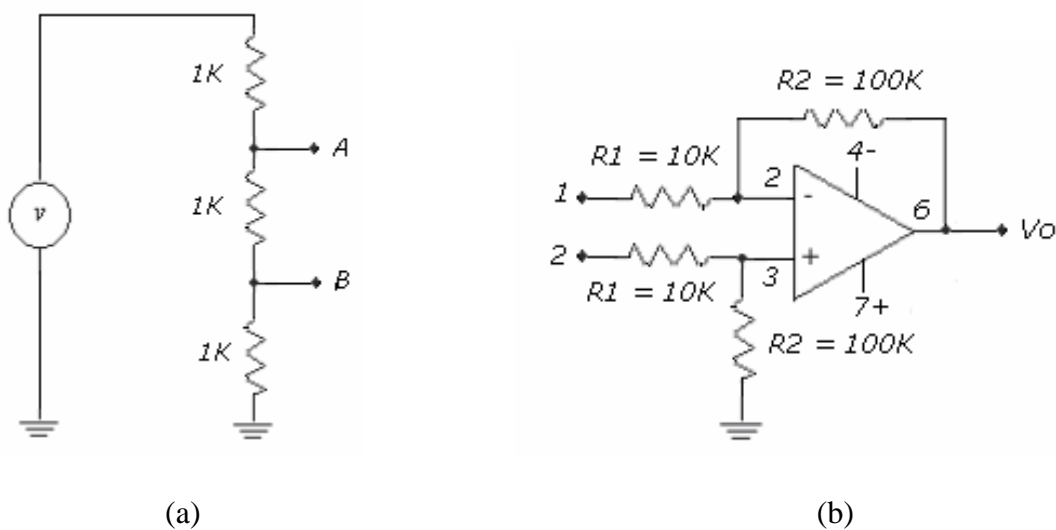 1K
A
1K
v
B
1K
R2 = 100K
R1 = 10K
4-
2
-
1
6
Vo
2
+
3
R1 = 10K
7+
R2 = 100K
(a)
(b)